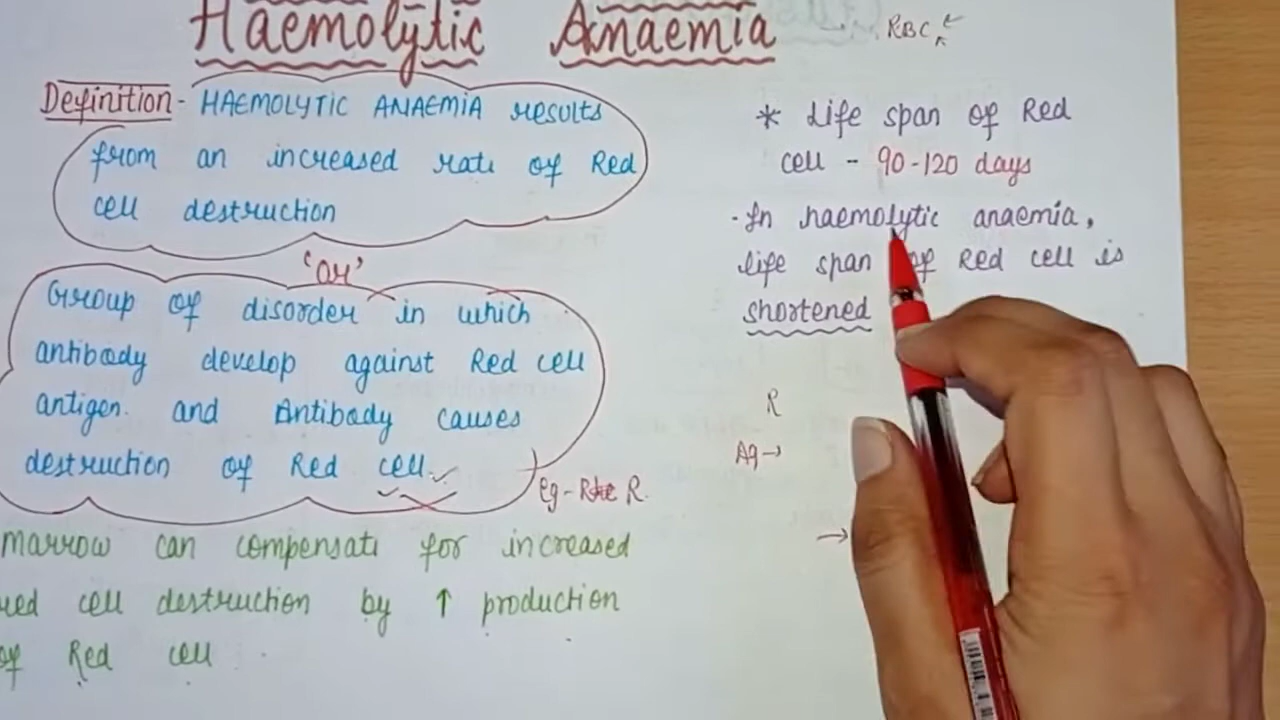 Haemolytic Anaemia
RBC
Definition - HAEMOLYTIC ANAEMIA results
from an increased rate of Red
cell destruction
'or'
Group of disorder in which
antibody develop against Red cell
antigen. and Antibody causes
destruction of Red cell.
eg - R
marrow can compensate for increased
red cell destruction by ↑ production
of Red cell
* Life span of Red
cell - 90-120 days
·In haemolytic anaemia,
life span of Red cell is
shortened
R
Ag→
→